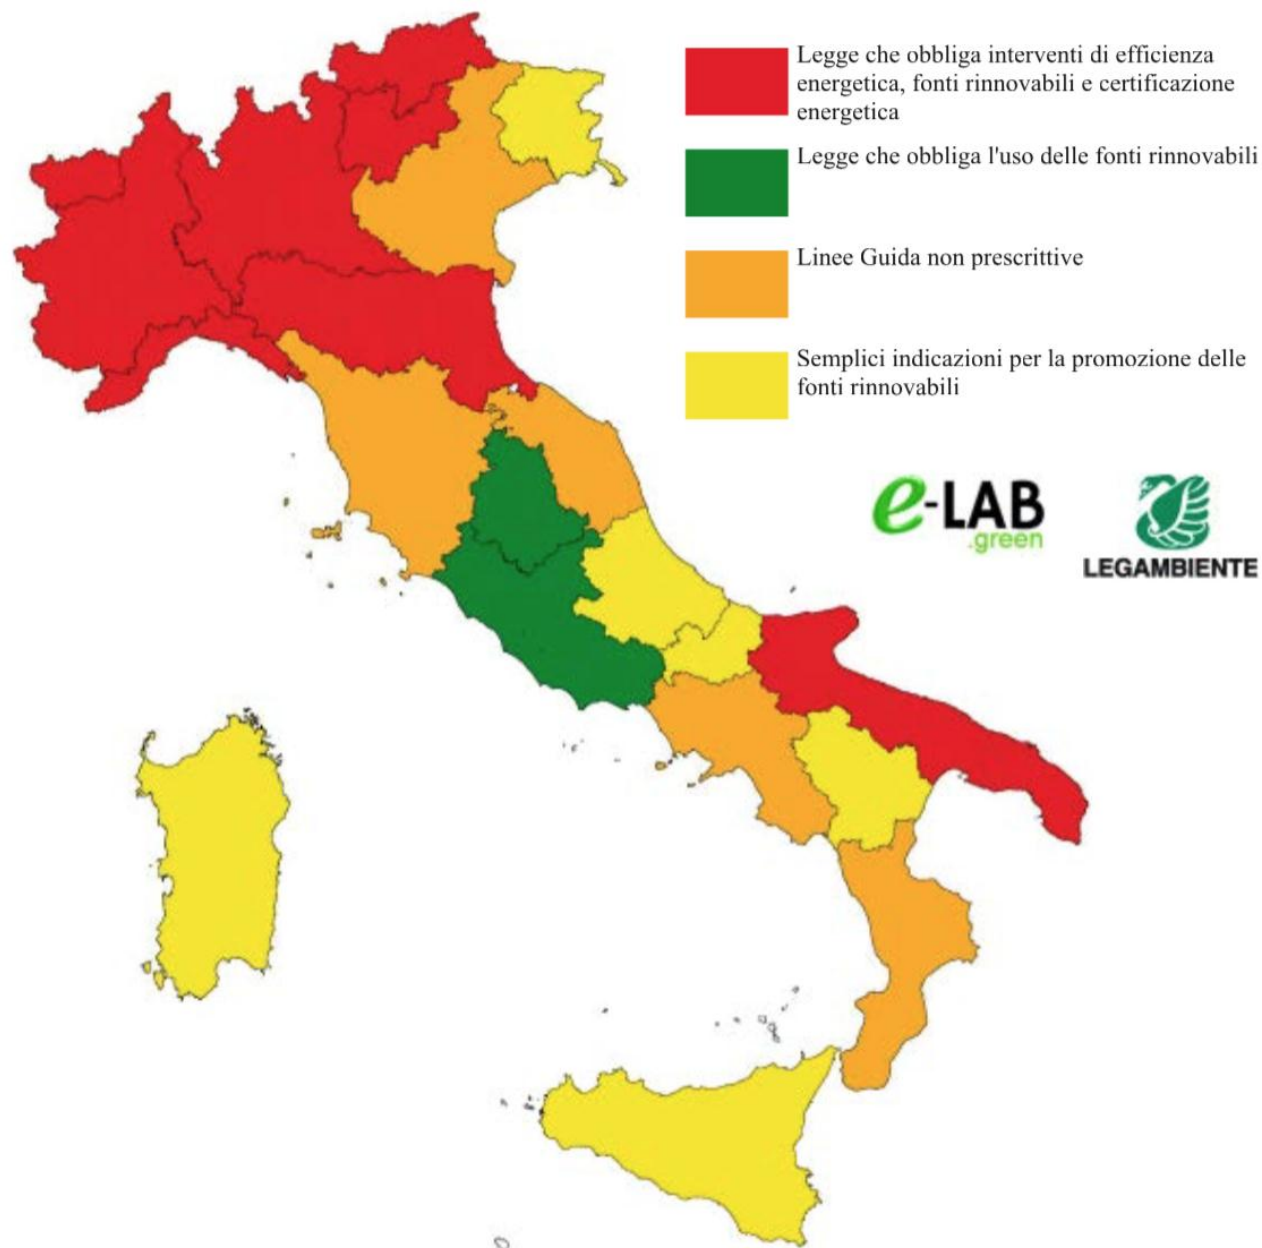 Legge che obbliga interventi di efficienza
energetica, fonti rinnovabili e certificazione
energetica
Legge che obbliga l'uso delle fonti rinnovabili
Linee Guida non prescrittive
Semplici indicazioni per la promozione delle
fonti rinnovabili
e-LAB
.green
LEGAMBIENTE